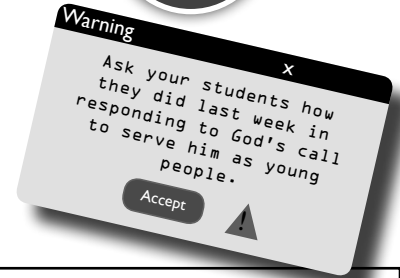 Warning
x
Ask your students how
they did last week in
responding to God's call
to serve him as young
people.
Accept
!